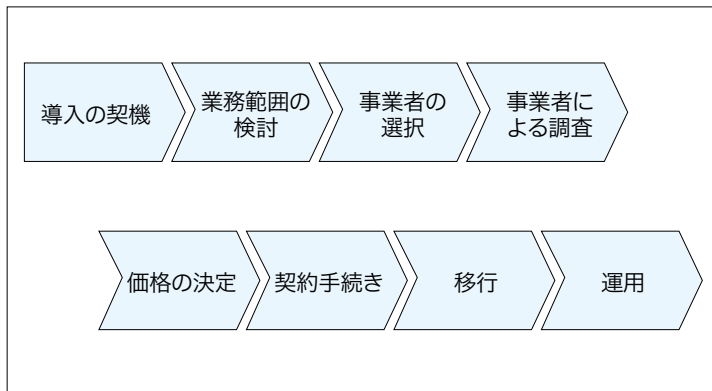 導入の契機
業務範囲の
検討
事業者の
選択
事業者に
よる調査
価格の決定
契約手続き
移行
運用